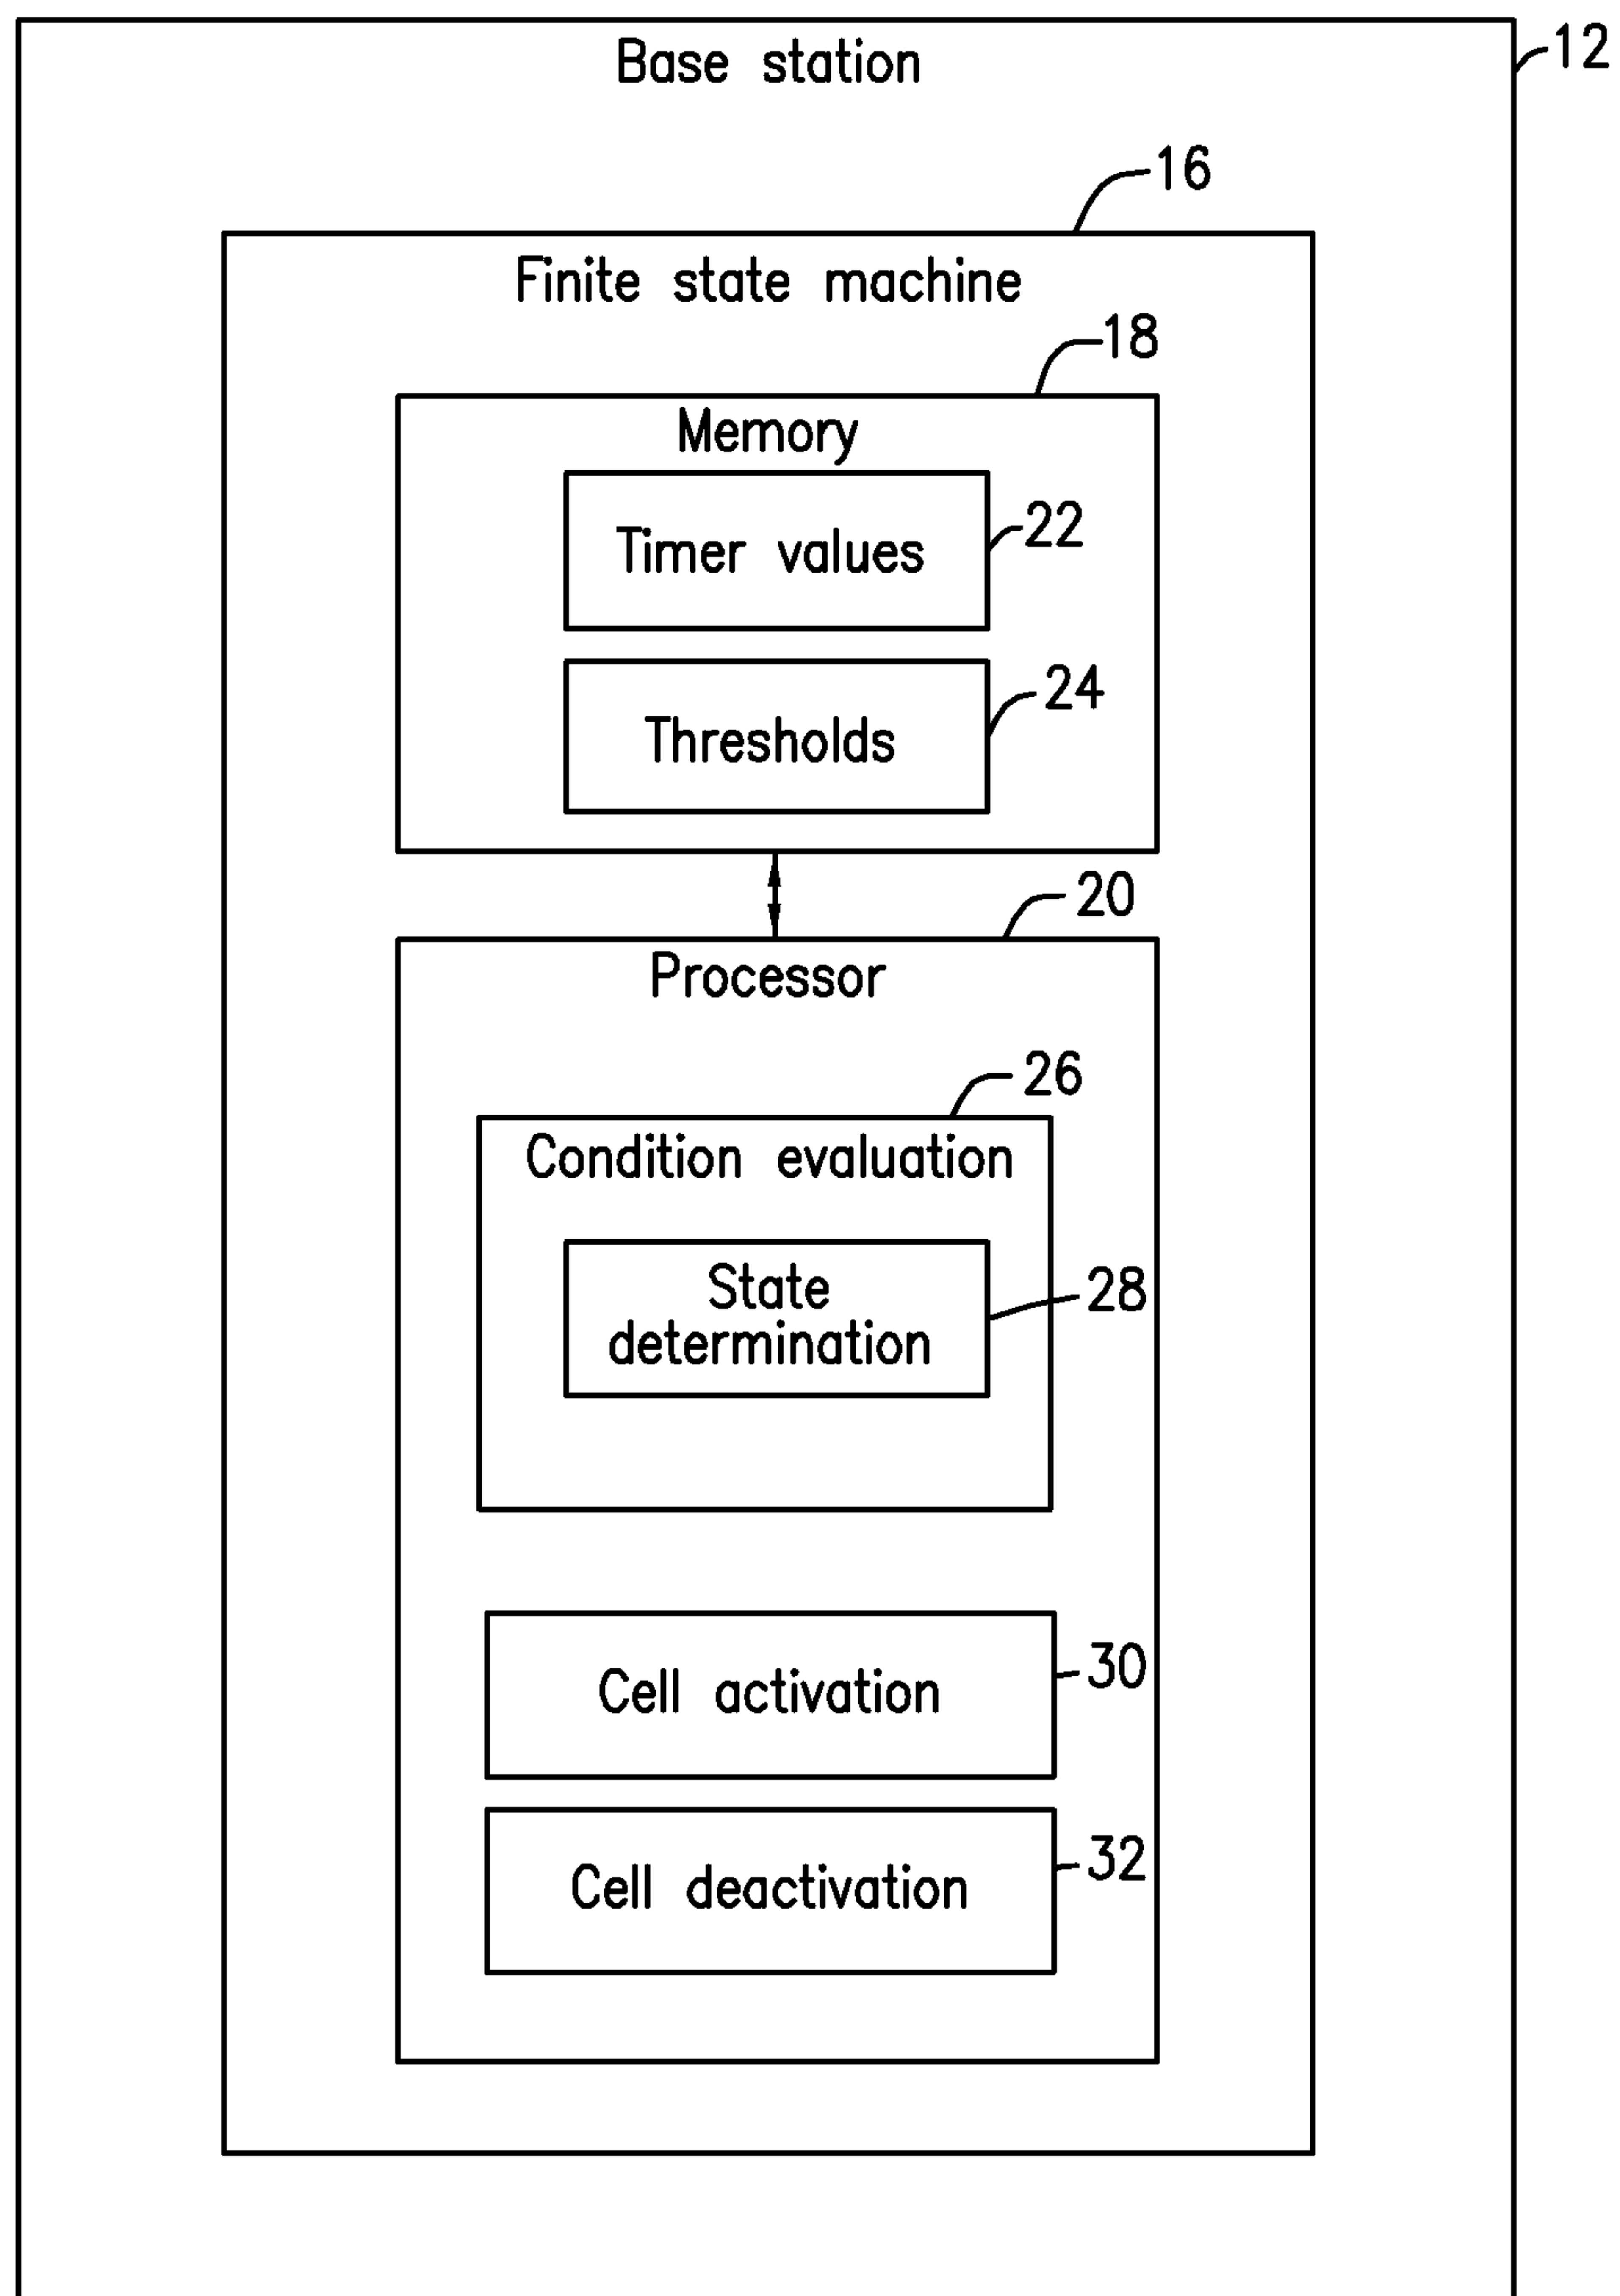 Base station
12
16
Finite state machine
18
Memory
Timer values
22
Thresholds
24
20
Processor
26
Condition evaluation
State
determination
28
Cell activation
30
Cell deactivation
32